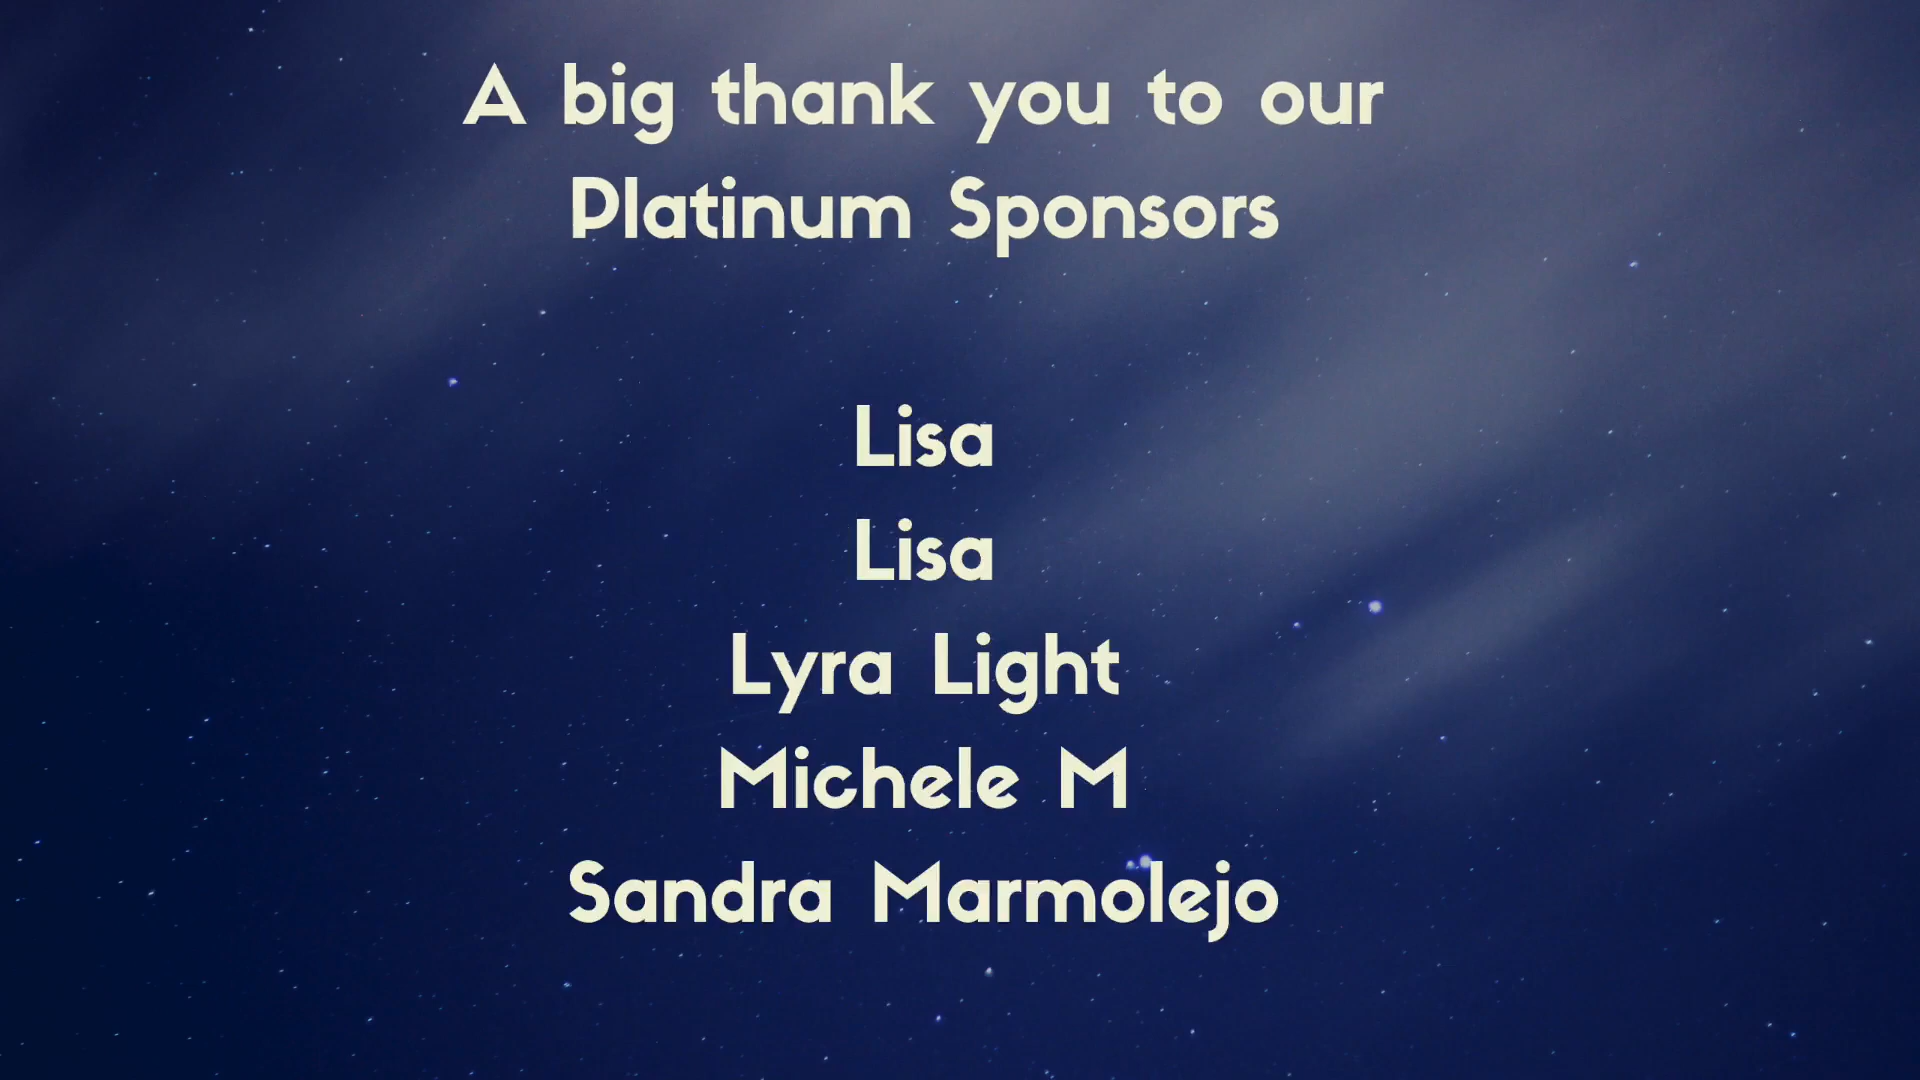 A big thank you to our
Platinum Sponsors
Lisa
Lisa
Lyra Light
Michele M
Sandra Marmolejo